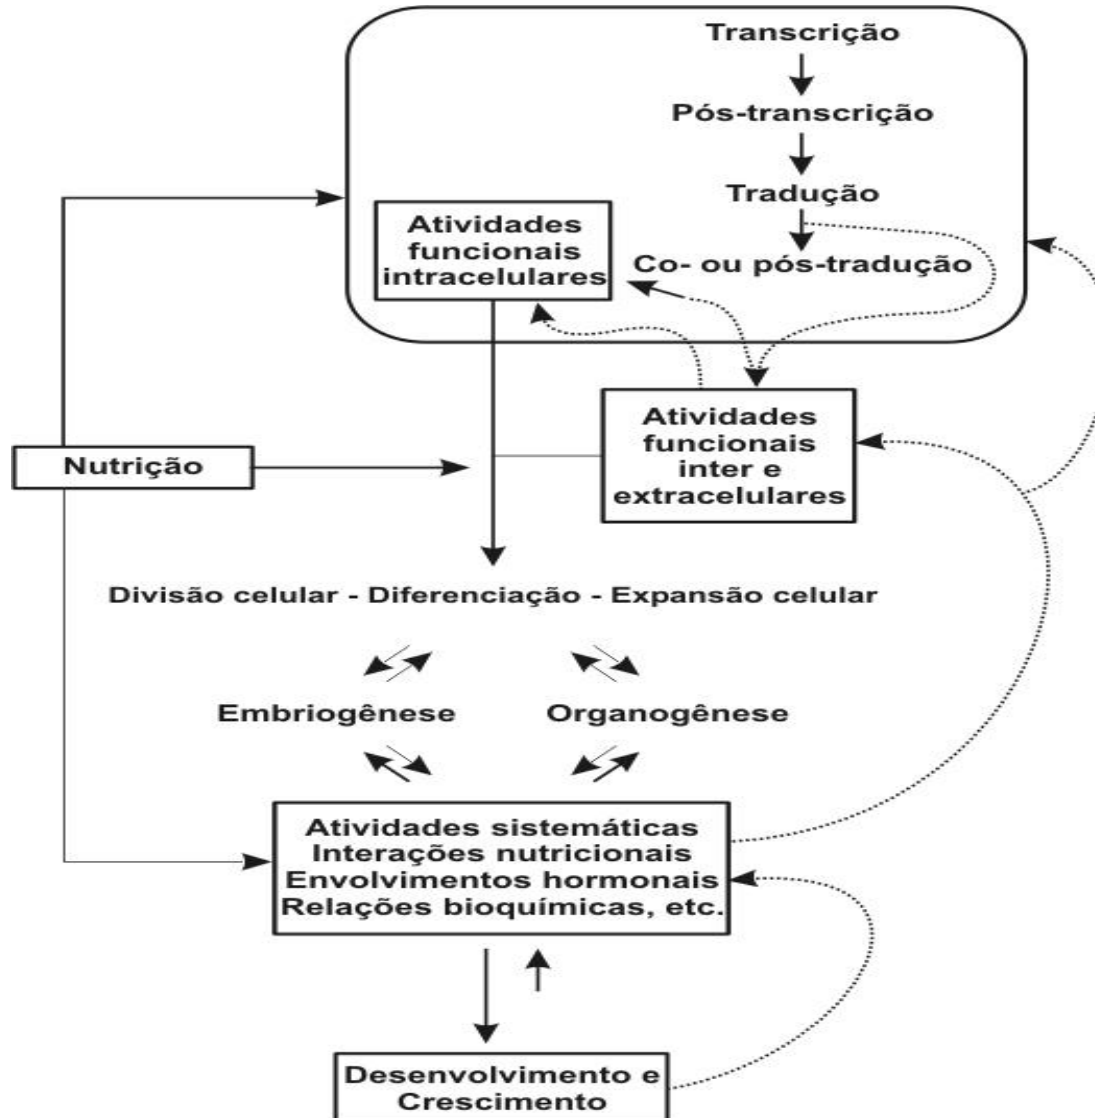 Transcrição
Pós-transcrição
Tradução
Atividades
funcionais
intracelulares
Co- ou pós-tradução
Atividades
funcionais
inter e
extracelulares
Nutrição
Divisão celular - Diferenciação - Expansão celular
Embriogênese
Organogênese
Atividades sistemáticas
Interações nutricionais
Envolvimentos hormonais
Relações bioquímicas, etc.
Desenvolvimento e
Crescimento